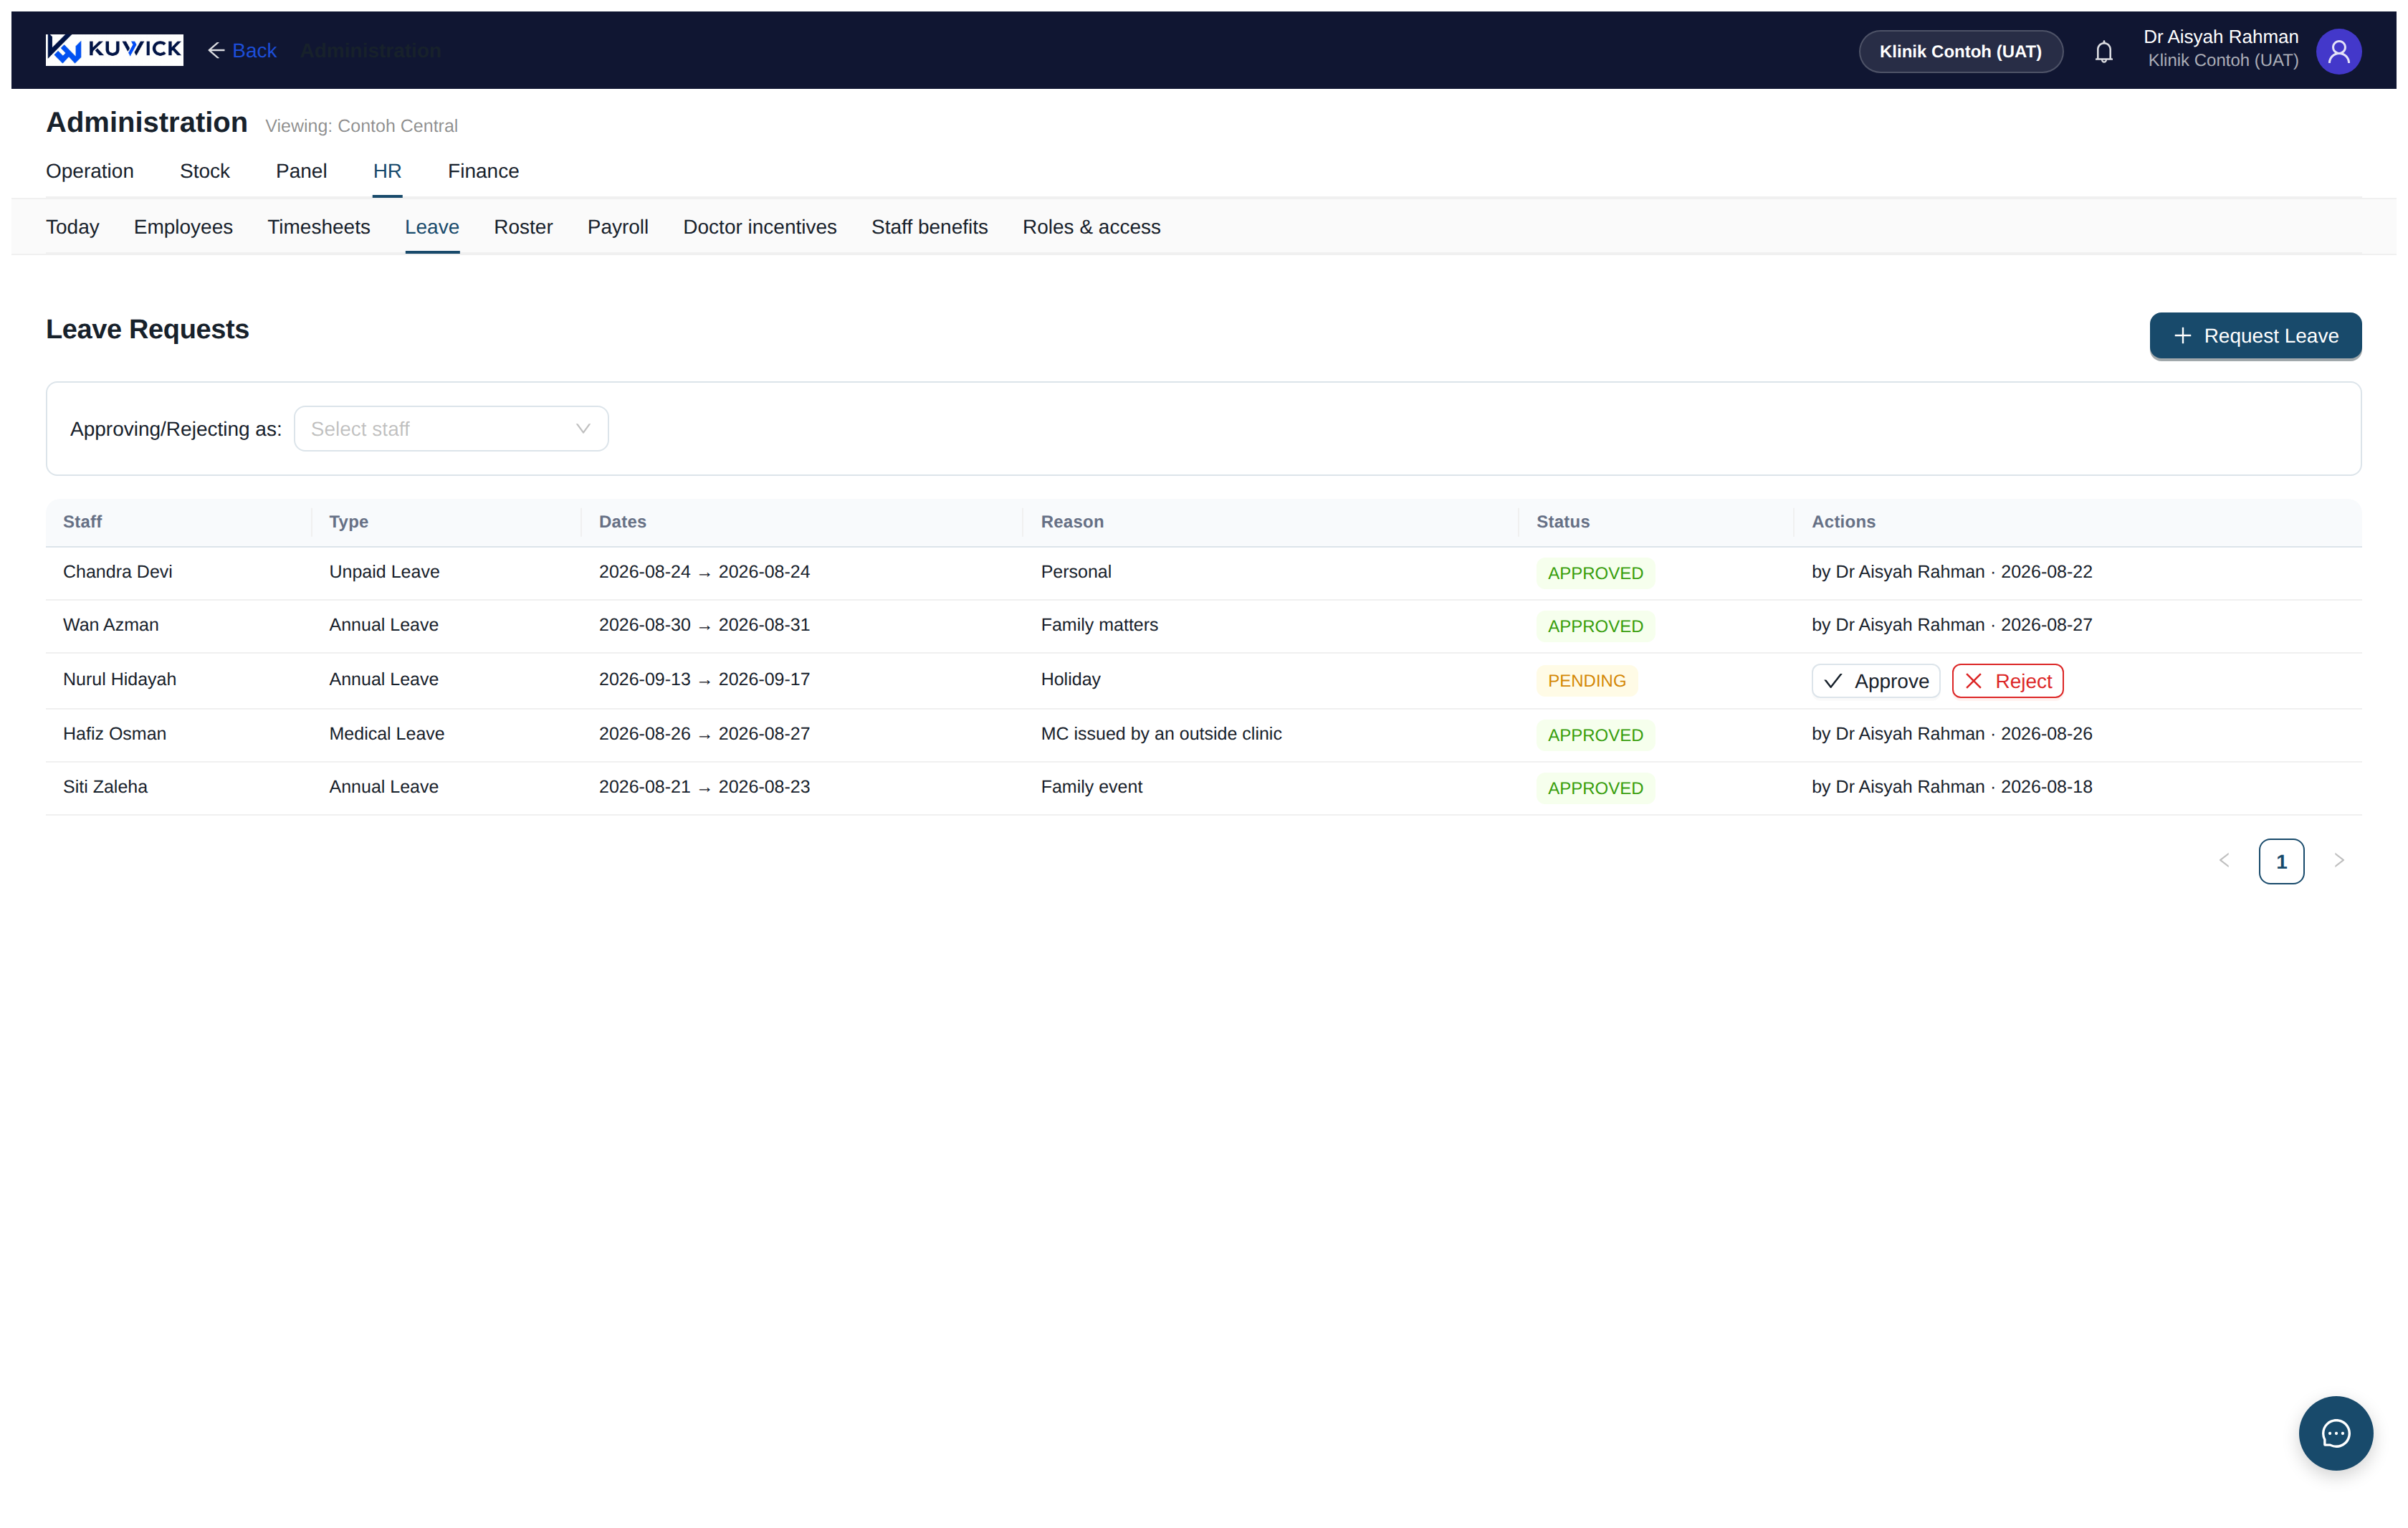 KUWICK
Back
Administration
Klinik Contoh (UAT)
Dr Aisyah Rahman
Klinik Contoh (UAT)
Administration
Viewing: Contoh Central
Operation Stock Panel HR Finance
Today Employees Timesheets Leave Roster Payroll Doctor incentives Staff benefits Roles & access
Leave Requests
Request Leave
Approving/Rejecting as: Select staff
Staff Type Dates Reason Status Actions
Chandra Devi Unpaid Leave 2026-08-24 → 2026-08-24 Personal APPROVED by Dr Aisyah Rahman · 2026-08-22
Wan Azman Annual Leave 2026-08-30 → 2026-08-31 Family matters APPROVED by Dr Aisyah Rahman · 2026-08-27
Nurul Hidayah Annual Leave 2026-09-13 → 2026-09-17 Holiday PENDING Approve Reject
Hafiz Osman Medical Leave 2026-08-26 → 2026-08-27 MC issued by an outside clinic APPROVED by Dr Aisyah Rahman · 2026-08-26
Siti Zaleha Annual Leave 2026-08-21 → 2026-08-23 Family event APPROVED by Dr Aisyah Rahman · 2026-08-18
1